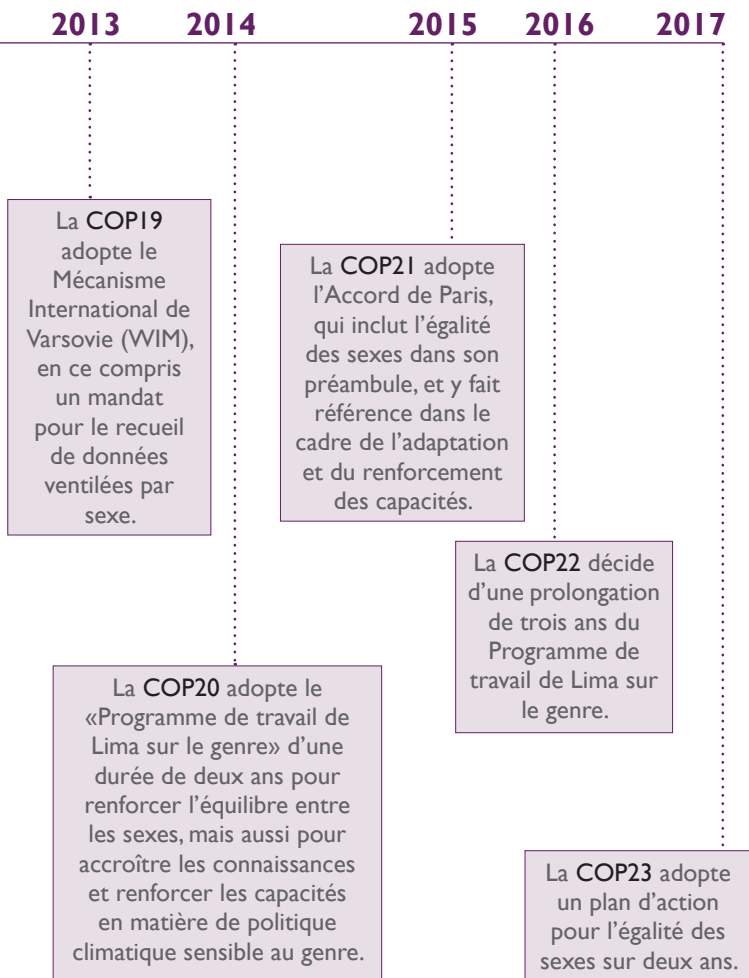 2013 2014 2015 2016 2017
La COP19
adopte le
Mécanisme
International de
Varsovie (WIM),
en ce compris
un mandat
pour le recueil
de données
ventilées par
sexe.
La COP20 adopte le
«Programme de travail de
Lima sur le genre» d’une
durée de deux ans pour
renforcer l’équilibre entre
les sexes, mais aussi pour
accroître les connaissances
et renforcer les capacités
en matière de politique
climatique sensible au genre.
La COP21 adopte
l’Accord de Paris,
qui inclut l’égalité
des sexes dans son
préambule, et y fait
référence dans le
cadre de l’adaptation
et du renforcement
des capacités.
La COP22 décide
d’une prolongation
de trois ans du
Programme de
travail de Lima sur
le genre.
La COP23 adopte
un plan d’action
pour l’égalité des
sexes sur deux ans.